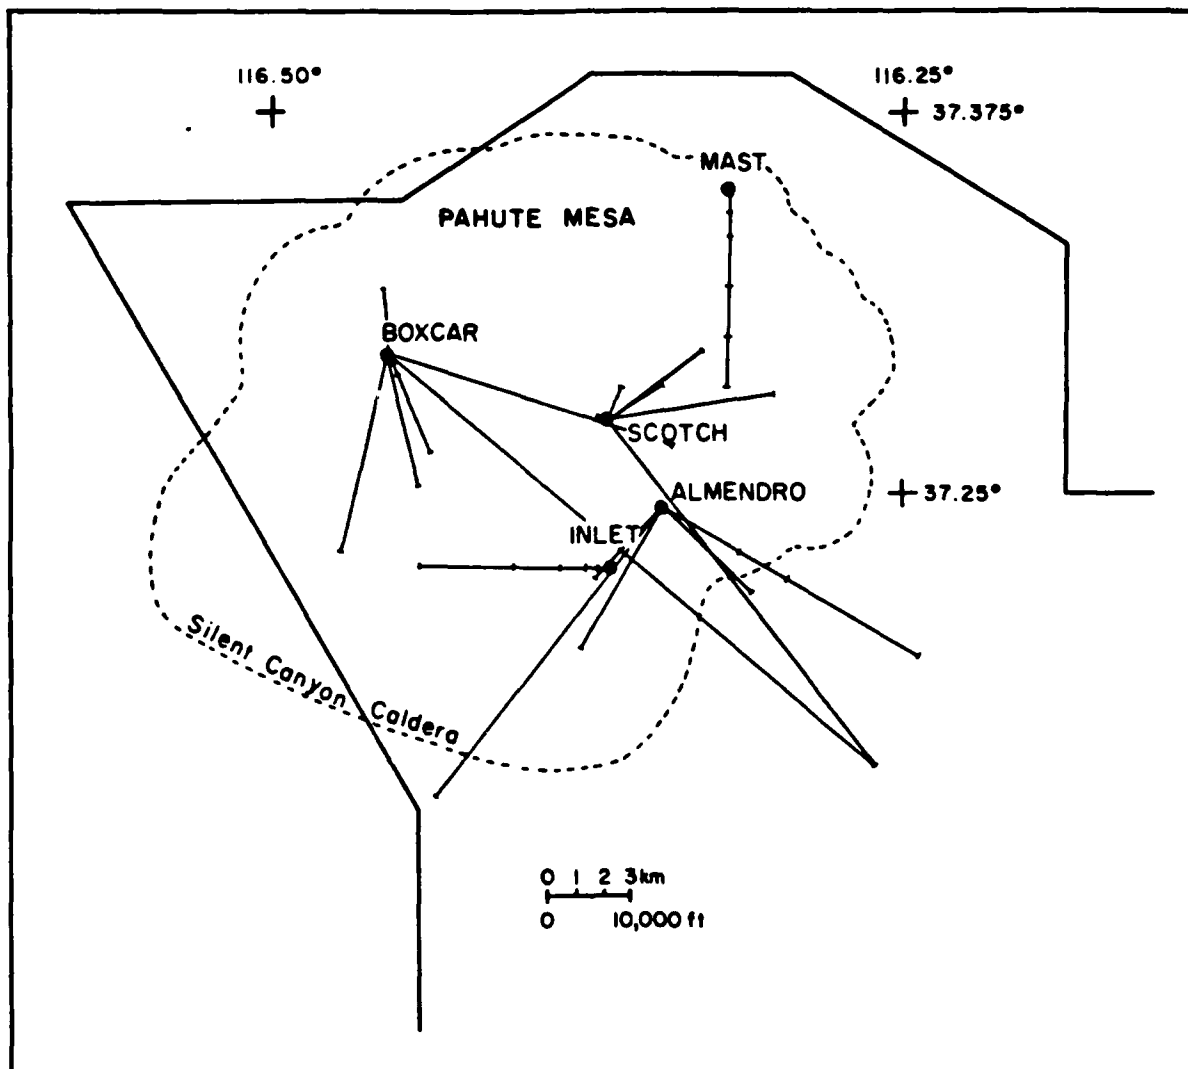 116.50°
116.25°
37.375°
MAST
PAHUTE MESA
BOXCAR
SCOTCH
ALMENDRO
37.25°
INLET
Silent Canyon Caldera
0 1 2 3km
0 10,000 ft